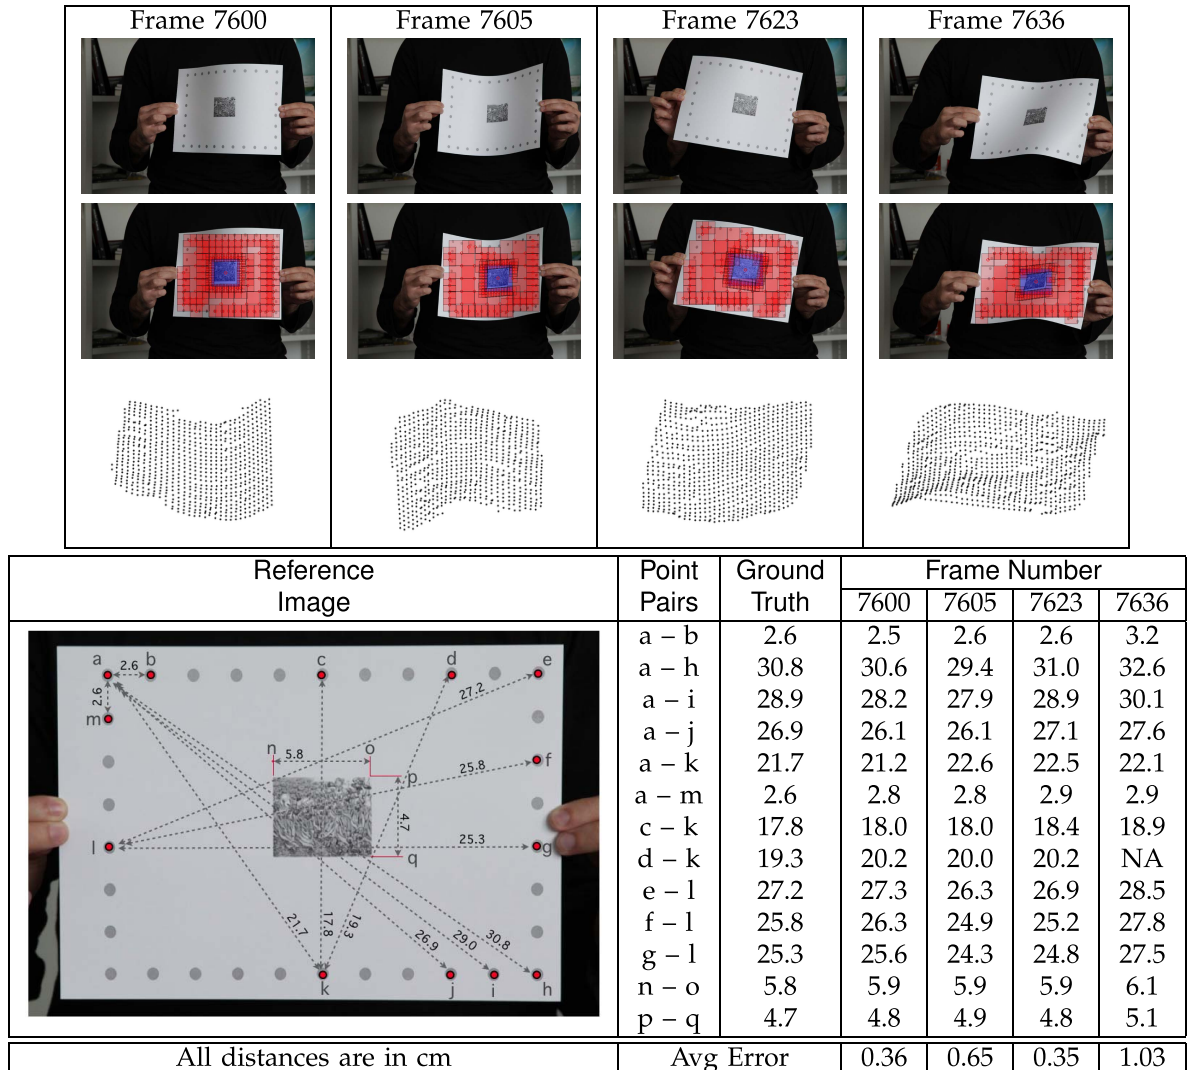 Frame 7600 Frame 7605 Frame 7623 Frame 7636
Reference Image Point Pairs Ground Truth Frame Number
7600 7605 7623 7636
a – b 2.6 2.5 2.6 2.6 3.2
a – h 30.8 30.6 29.4 31.0 32.6
a – i 28.9 28.2 27.9 28.9 30.1
a – j 26.9 26.1 26.1 27.1 27.6
a – k 21.7 21.2 22.6 22.5 22.1
a – m 2.6 2.8 2.8 2.9 2.9
c – k 17.8 18.0 18.0 18.4 18.9
d – k 19.3 20.2 20.0 20.2 NA
e – l 27.2 27.3 26.3 26.9 28.5
f – l 25.8 26.3 24.9 25.2 27.8
g – l 25.3 25.6 24.3 24.8 27.5
n – o 5.8 5.9 5.9 5.9 6.1
p – q 4.7 4.8 4.9 4.8 5.1
a b c d e
2.6
27.2
2.6
m
n o
5.8
f
25.8
p
4.7
l
25.3
g
q
21.7 17.8 19.3
26.9 29.0 30.8
k j i h
All distances are in cm Avg Error 0.36 0.65 0.35 1.03